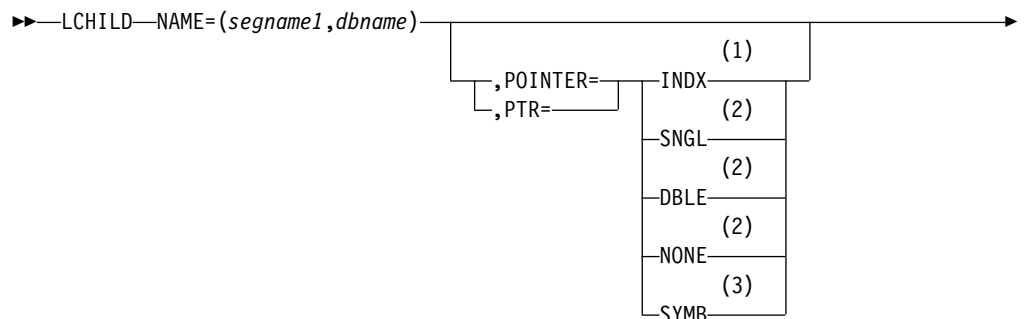 LCHILD NAME=(segname1,dbname)
(1)
,POINTER= INDX
,PTR= (2)
SNGL
(2)
DBLE
(2)
NONE
(3)
SYMB